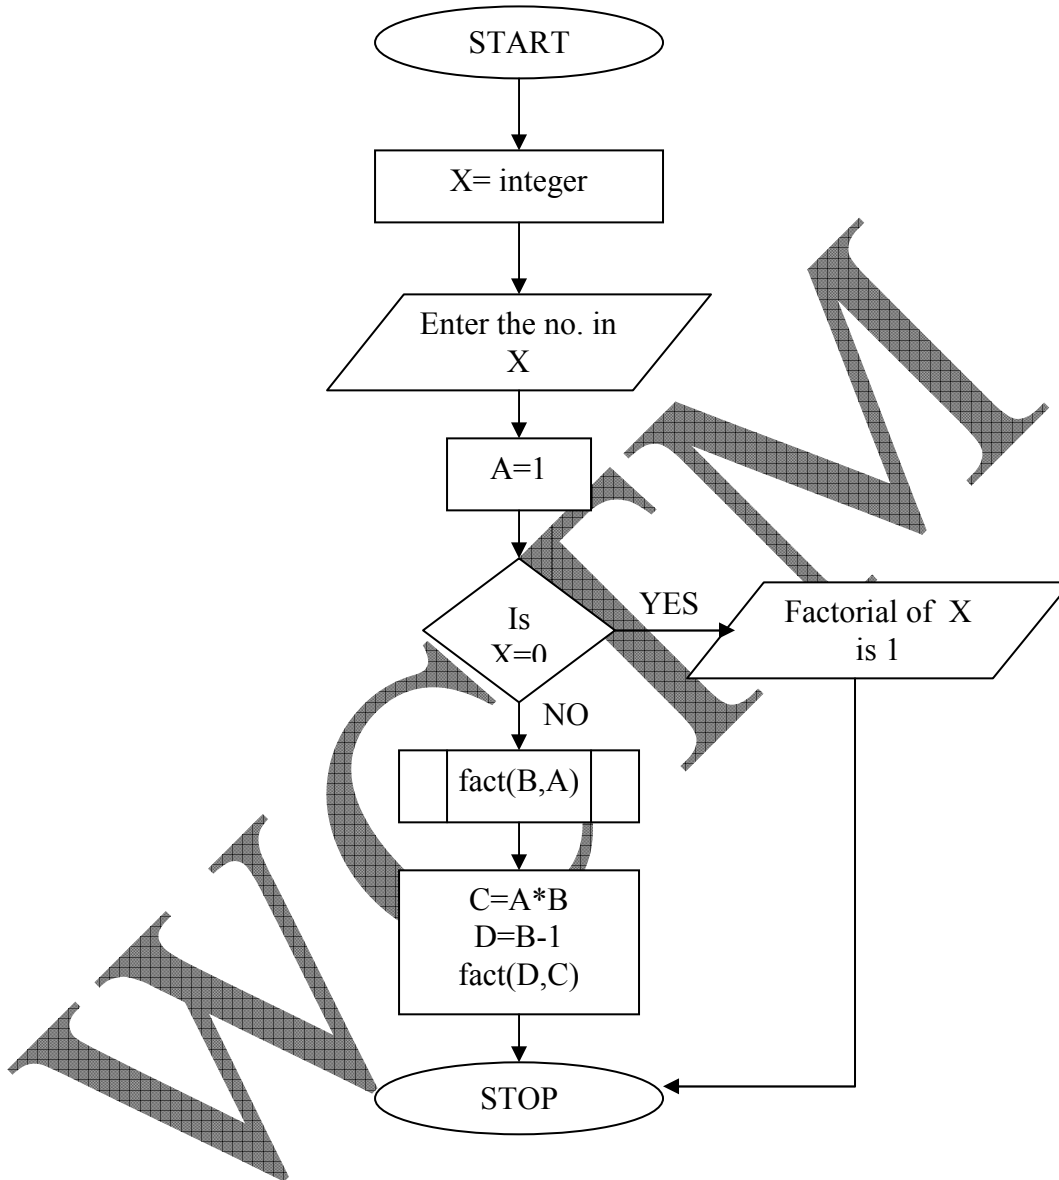 START
X= integer
Enter the no. in
X
A=1
Is
X=0
YES
Factorial of X
is 1
NO
fact(B,A)
C=A*B
D=B-1
fact(D,C)
STOP
WCTM